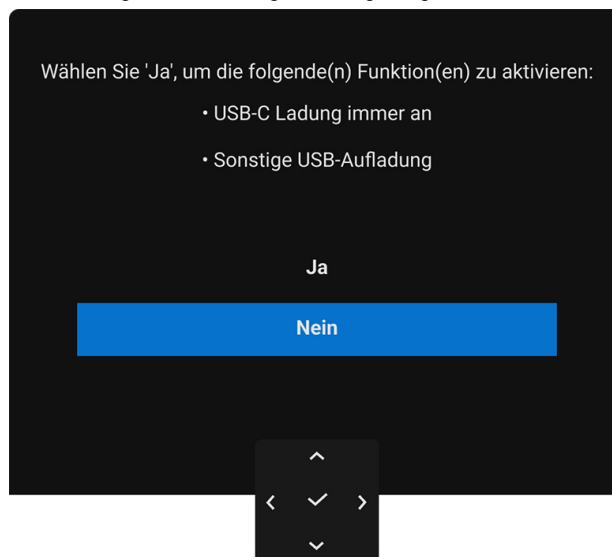 Wählen Sie 'Ja', um die folgende(n) Funktion(en) zu aktivieren:
• USB-C Ladung immer an
• Sonstige USB-Aufladung
Ja
Nein